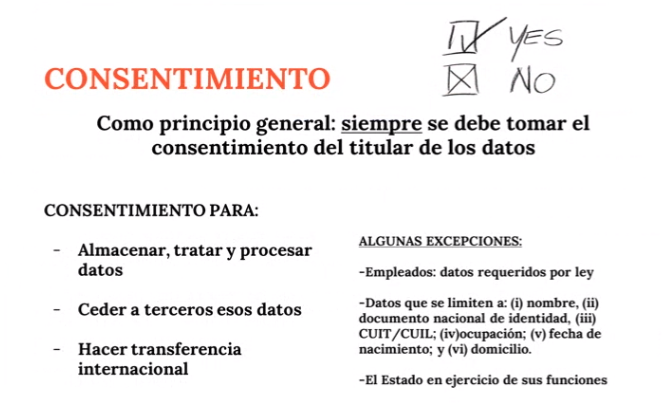 YES
NO
CONSENTIMIENTO
Como principio general: siempre se debe tomar el
consentimiento del titular de los datos
CONSENTIMIENTO PARA:
- Almacenar, tratar y procesar
datos
- Ceder a terceros esos datos
- Hacer transferencia
internacional
ALGUNAS EXCEPCIONES:
-Empleados: datos requeridos por ley
-Datos que se limiten a: (i) nombre, (ii)
documento nacional de identidad, (iii)
CUIT/CUIL; (iv)ocupación; (v) fecha de
nacimiento; y (vi) domicilio.
-El Estado en ejercicio de sus funciones